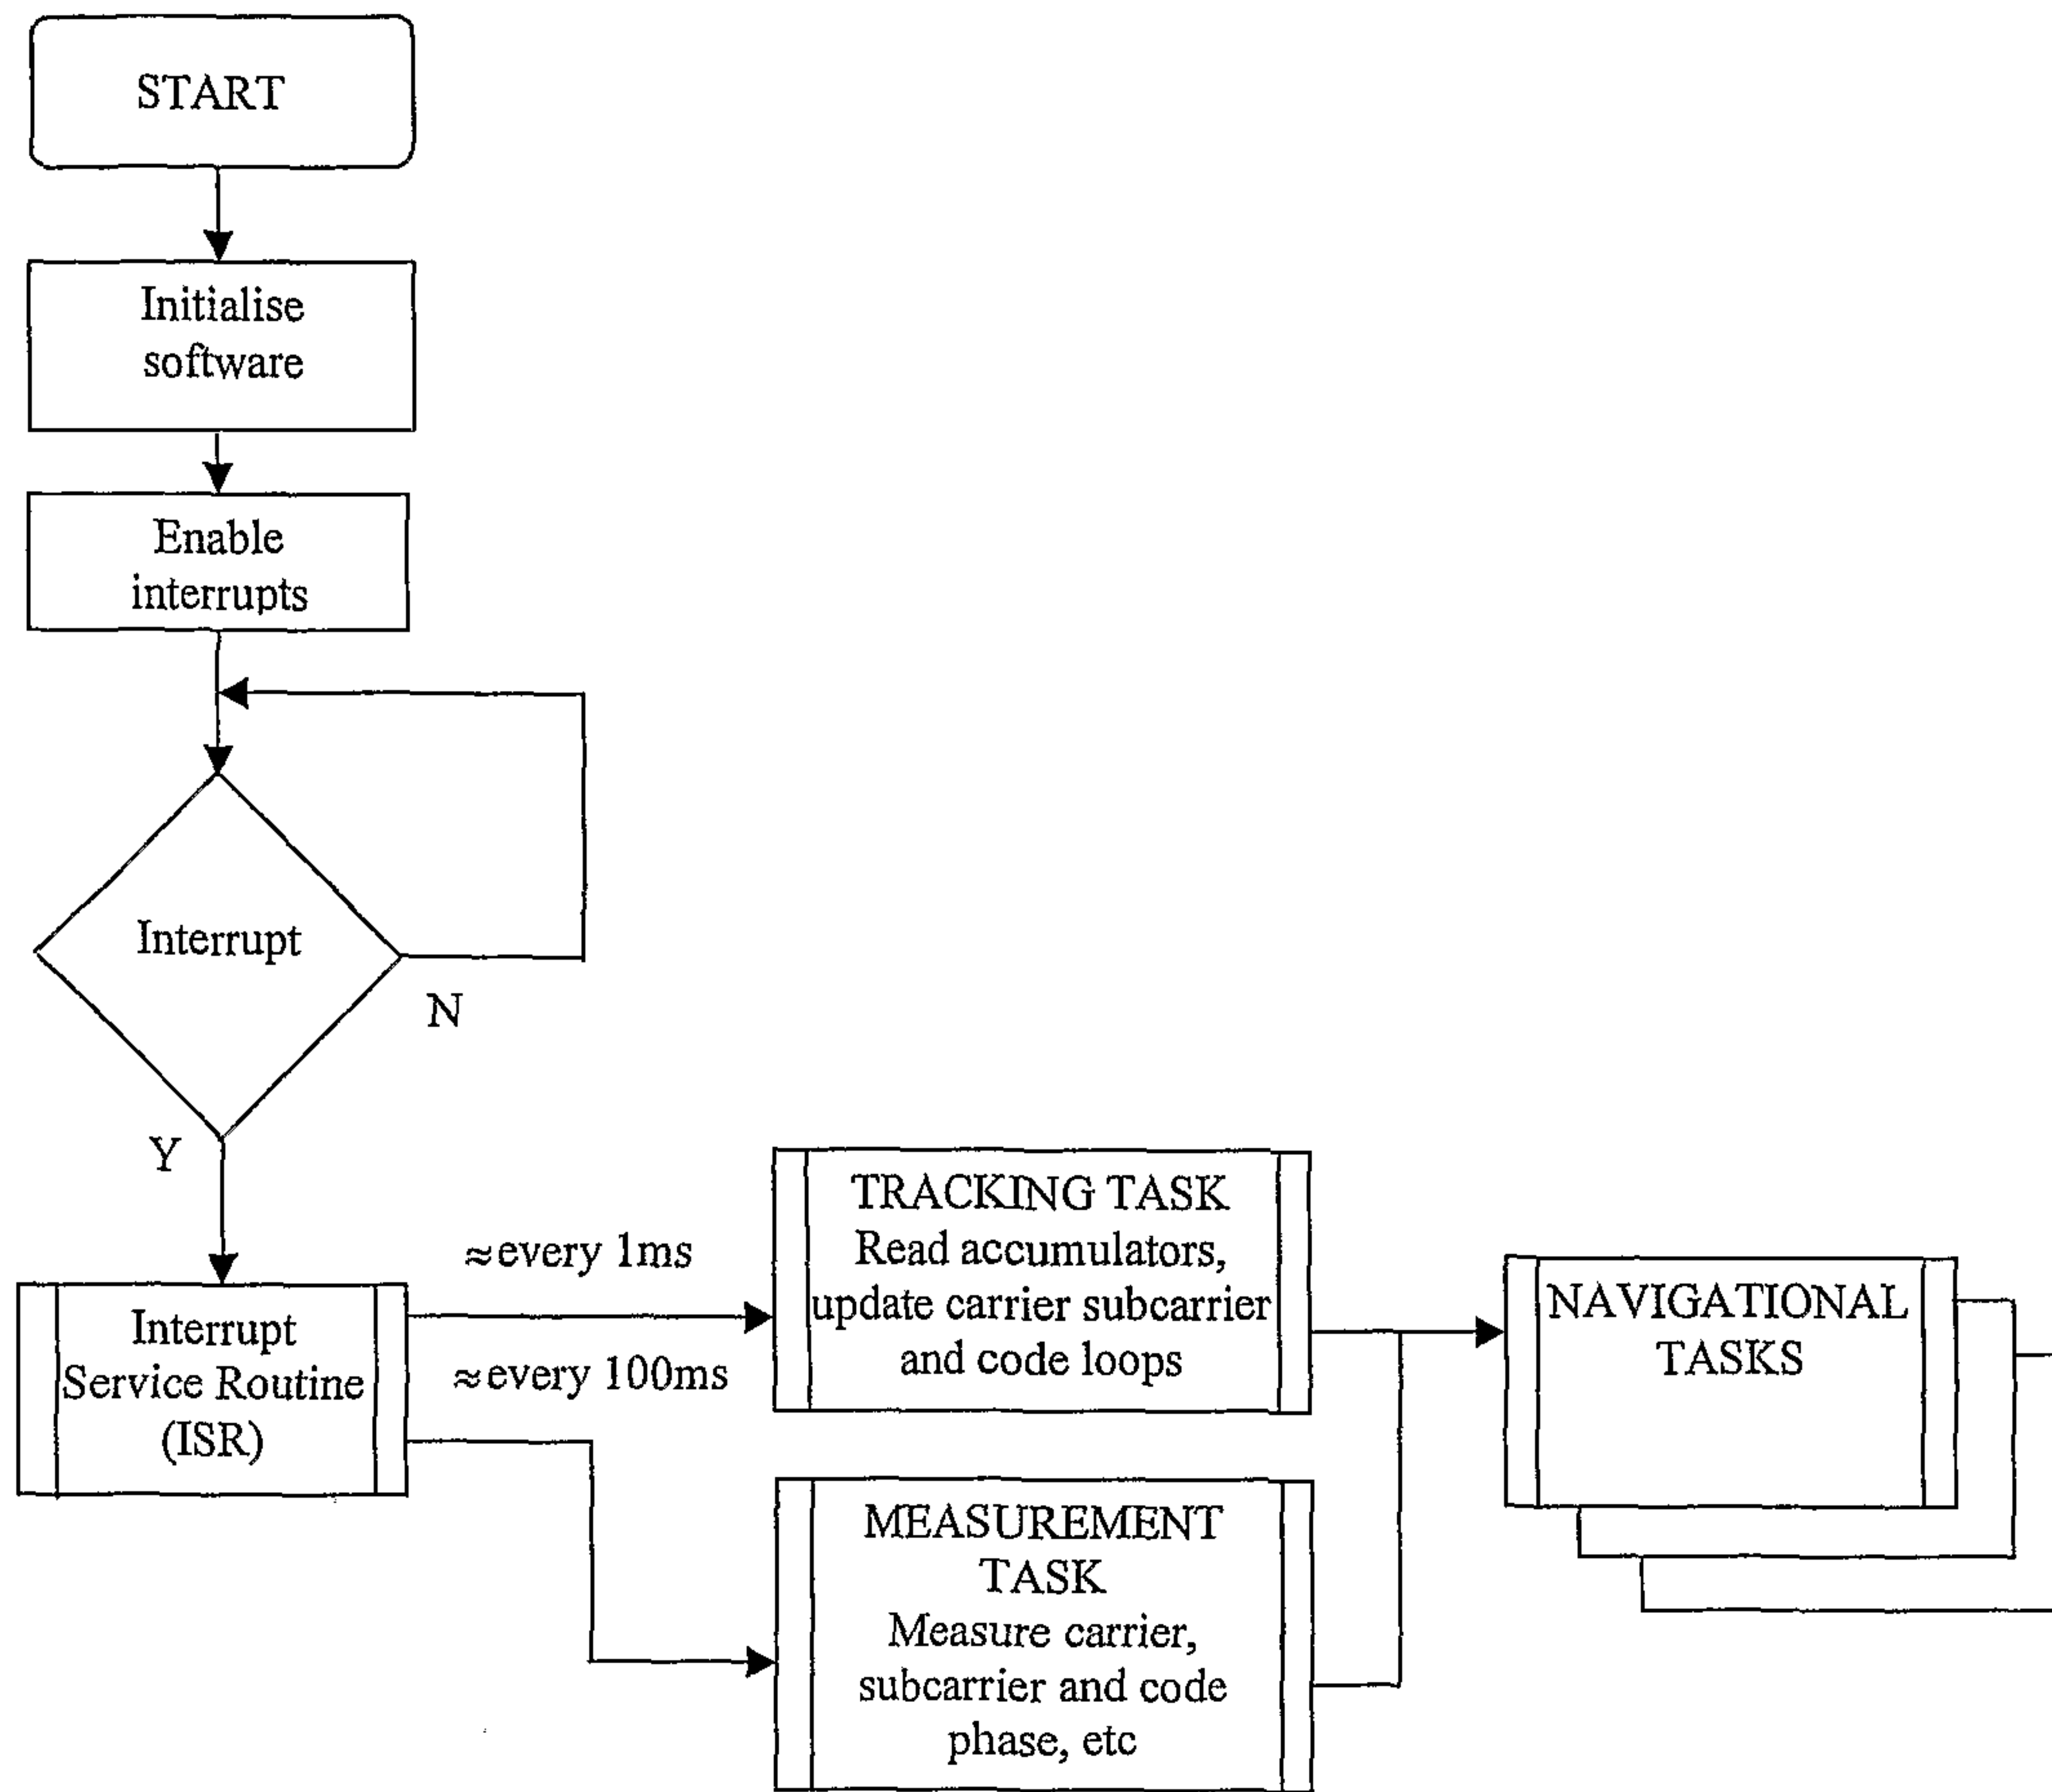 START
Initialise
software
Enable
interrupts
Interrupt
N
Y
Interrupt
Service Routine
(ISR)
≈every 1ms
≈every 100ms
TRACKING TASK
Read accumulators,
update carrier subcarrier
and code loops
MEASUREMENT
TASK
Measure carrier,
subcarrier and code
phase, etc
NAVIGATIONAL
TASKS